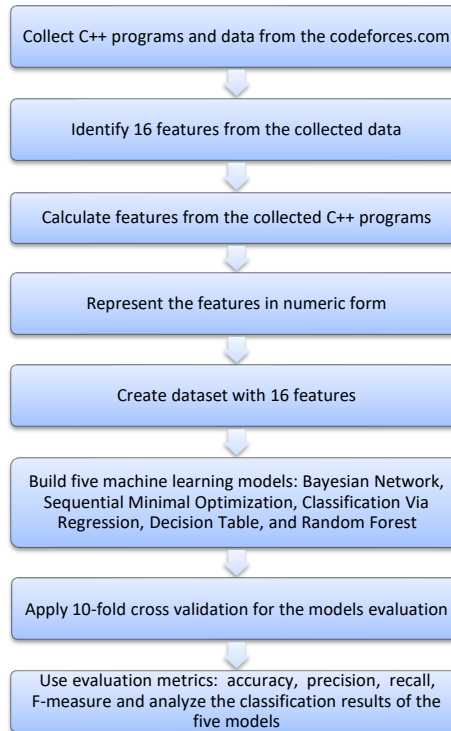 Collect C++ programs and data from the codeforces.com
Identify 16 features from the collected data
Calculate features from the collected C++ programs
Represent the features in numeric form
Create dataset with 16 features
Build five machine learning models: Bayesian Network,
Sequential Minimal Optimization, Classification Via
Regression, Decision Table, and Random Forest
Apply 10-fold cross validation for the models evaluation
Use evaluation metrics: accuracy, precision, recall,
F-measure and analyze the classification results of the
five models